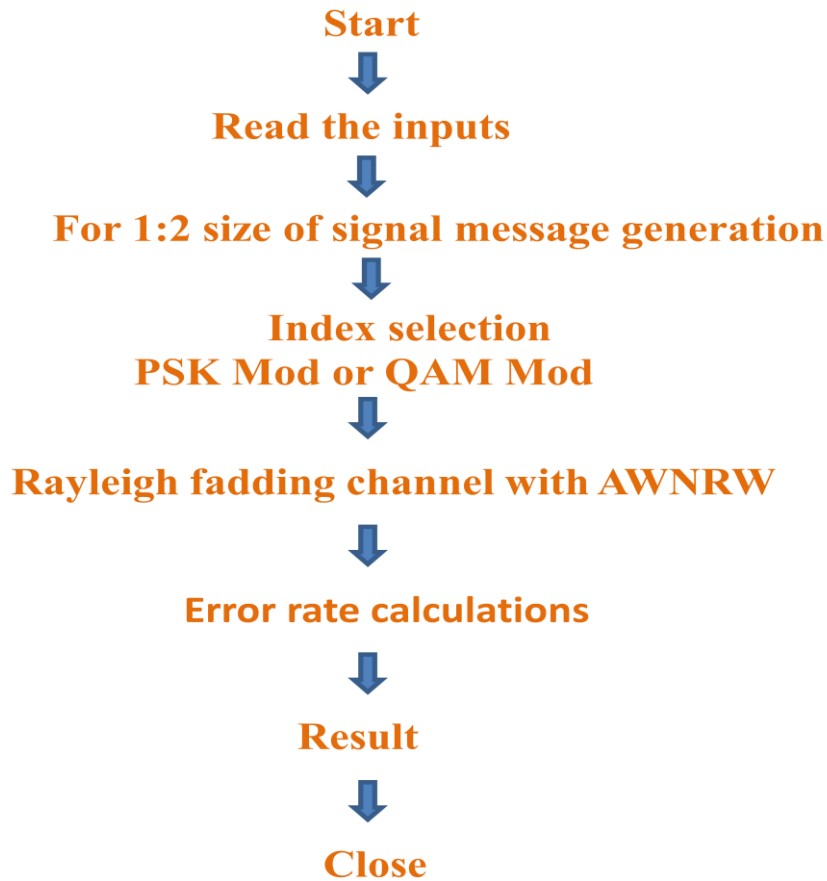 Start
Read the inputs
For 1:2 size of signal message generation
Index selection
PSK Mod or QAM Mod
Rayleigh fadding channel with AWNRW
Error rate calculations
Result
Close